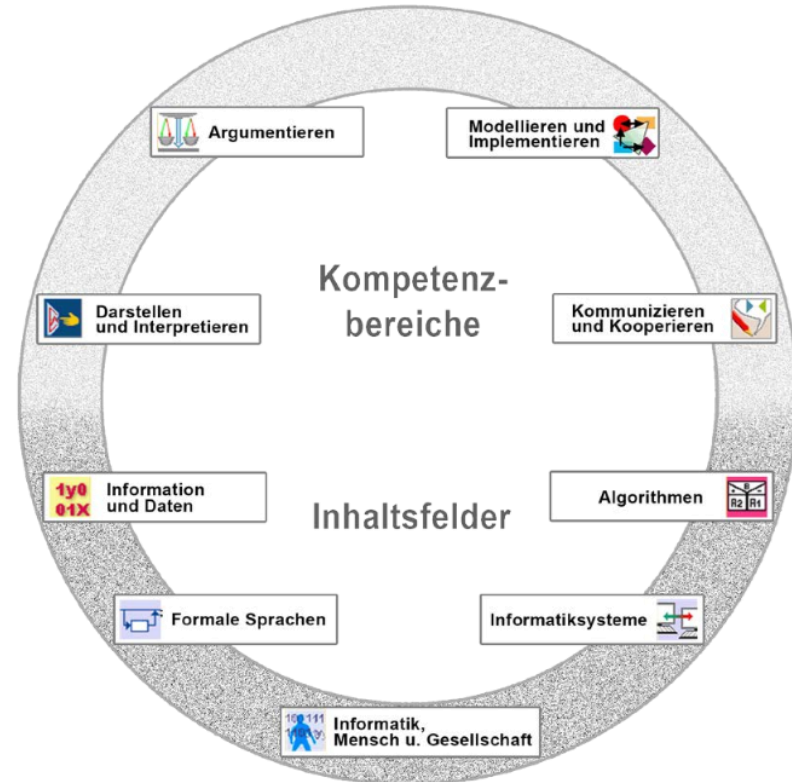 Argumentieren
Modellieren und
Implementieren
Kompetenz-
bereiche
Darstellen
und Interpretieren
Kommunizieren
und Kooperieren
1y0
01X
Information
und Daten
Inhaltsfelder
Algorithmen
B
R2 R1
Formale Sprachen
Informatiksysteme
Informatik,
Mensch u. Gesellschaft